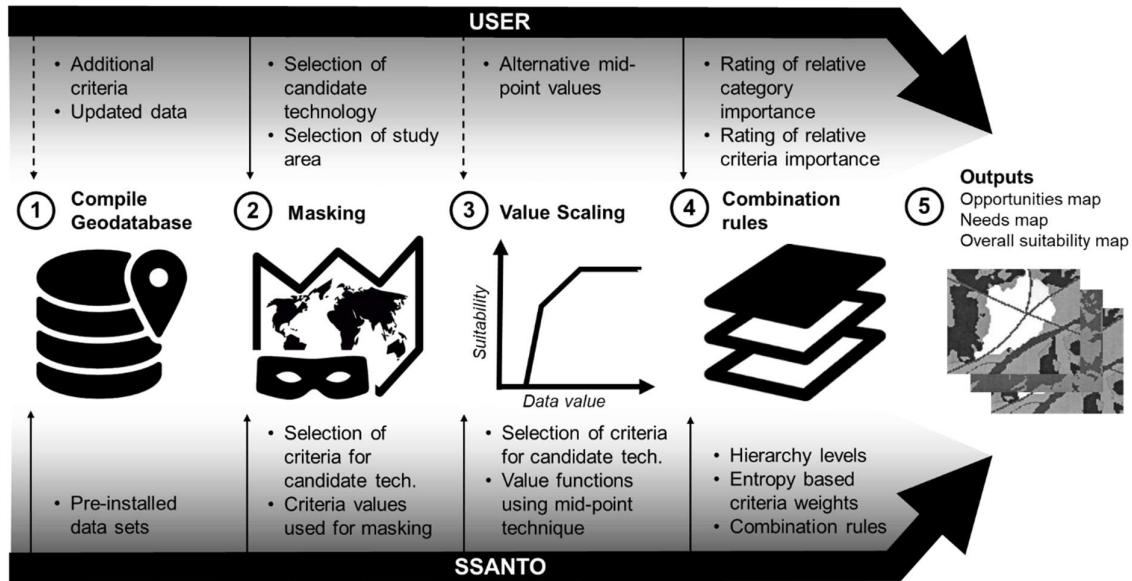 USER
• Additional
criteria
• Updated data
• Selection of
candidate
technology
• Selection of study
area
• Alternative mid-
point values
• Rating of relative
category
importance
• Rating of relative
criteria importance
1 Compile
Geodatabase
2 Masking
3 Value Scaling
4 Combination
rules
5 Outputs
Opportunities map
Needs map
Overall suitability map
Suitability
Data value
• Pre-installed
data sets
• Selection of
criteria for
candidate tech.
• Criteria values
used for masking
• Selection of criteria
for candidate tech.
• Value functions
using mid-point
technique
• Hierarchy levels
• Entropy based
criteria weights
• Combination rules
SSANTO